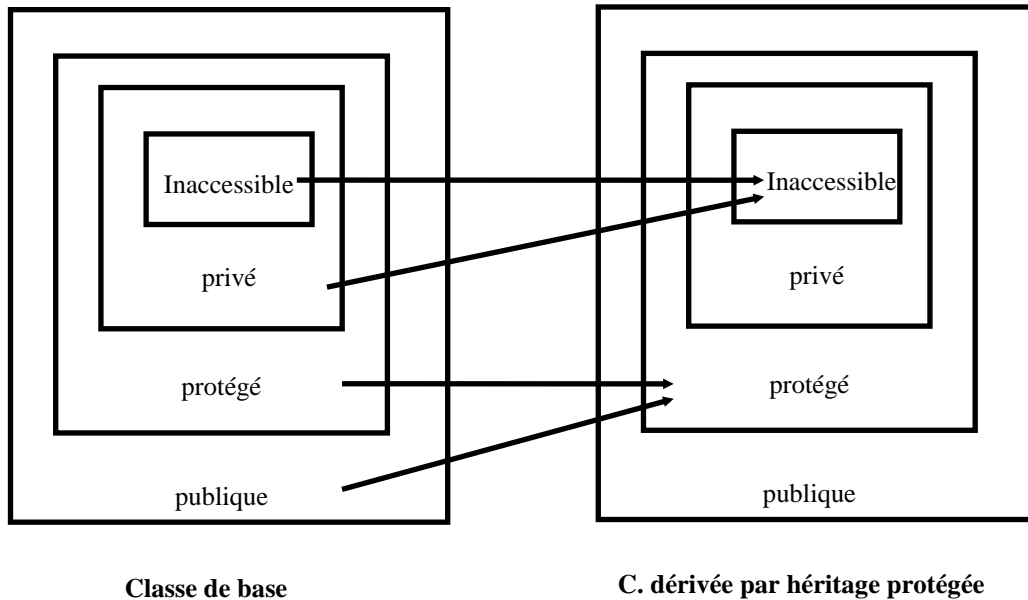 Inaccessible
privé
protégé
publique
Classe de base
Inaccessible
privé
protégé
publique
C. dérivée par héritage protégée